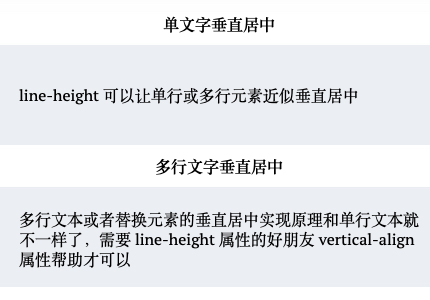 单文字垂直居中
line-height 可以让单行或多行元素近似垂直居中
多行文字垂直居中
多行文本或者替换元素的垂直居中实现原理和单行文本就
不一样了，需要 line-height 属性的好朋友 vertical-align
属性帮助才可以